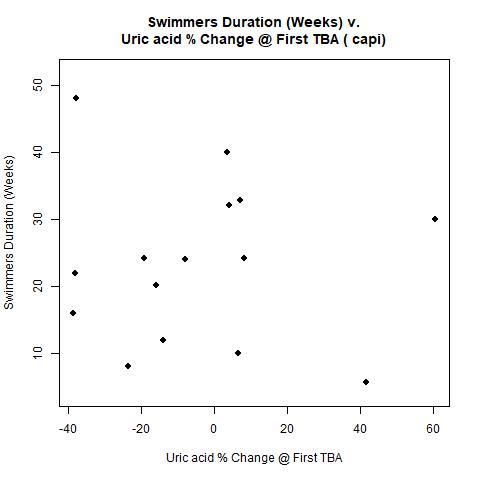 Swimmers Duration (Weeks) v.
Uric acid % Change @ First TBA ( capi)
Swimmers Duration (Weeks)
50
40
30
20
10
-40 -20 0 20 40 60
Uric acid % Change @ First TBA